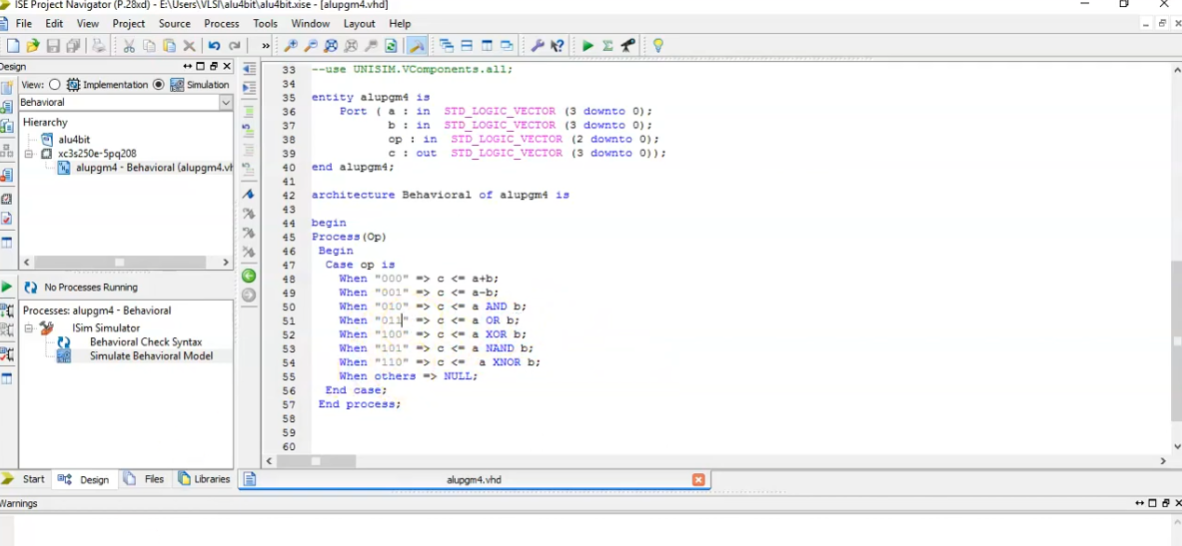 ISE Project Navigator (P.28xd) - E:\Users\VLSI\alu4bit\alu4bit.xise - [alupgm4.vhd]
File Edit View Project Source Process Tools Window Layout Help
Design
View: Implementation Simulation
Behavioral
Hierarchy
alu4bit
xc3s250e-5pq208
alupgm4 - Behavioral (alupgm4.vh
No Processes Running
Processes: alupgm4 - Behavioral
ISim Simulator
Behavioral Check Syntax
Simulate Behavioral Model
33 --use UNISIM.VComponents.all;
34
35 entity alupgm4 is
36 Port ( a : in STD_LOGIC_VECTOR (3 downto 0);
37 b : in STD_LOGIC_VECTOR (3 downto 0);
38 op : in STD_LOGIC_VECTOR (2 downto 0);
39 c : out STD_LOGIC_VECTOR (3 downto 0));
40 end alupgm4;
41
42 architecture Behavioral of alupgm4 is
43
44 begin
45 Process(Op)
46 Begin
47 Case op is
48 When "000" => c <= a+b;
49 When "001" => c <= a-b;
50 When "010" => c <= a AND b;
51 When "011" => c <= a OR b;
52 When "100" => c <= a XOR b;
53 When "101" => c <= a NAND b;
54 When "110" => c <= a XNOR b;
55 When others => NULL;
56 End case;
57 End process;
58
59
60
Start Design Files Libraries
alupgm4.vhd
Warnings